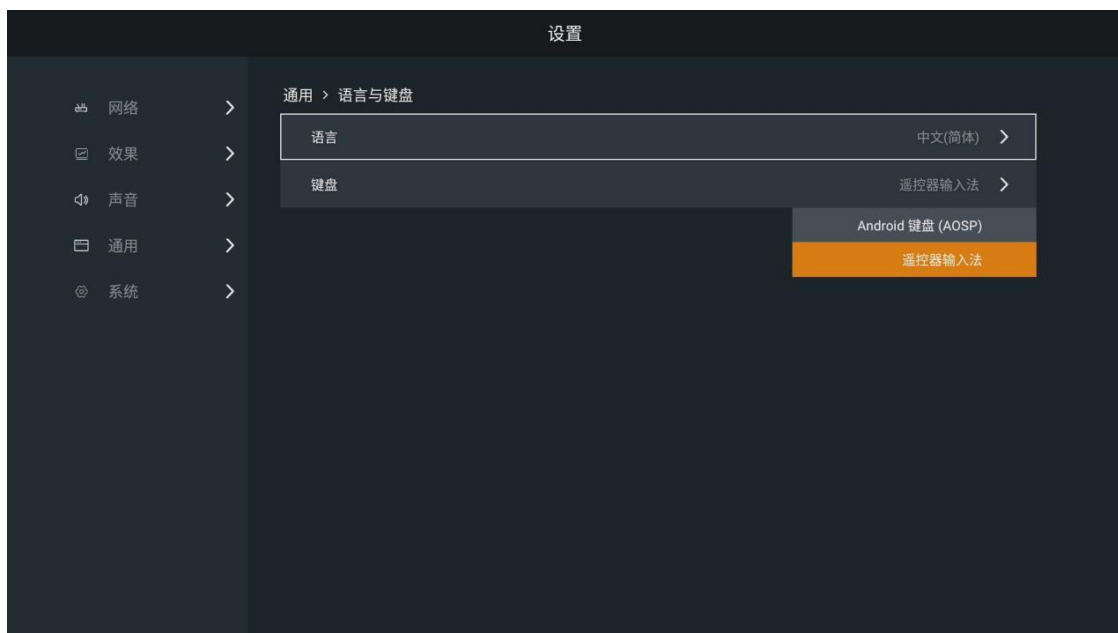 设置
网络
效果
声音
通用
系统
通用 > 语言与键盘
语言 中文(简体)
键盘 遥控器输入法
Android 键盘 (AOSP)
遥控器输入法